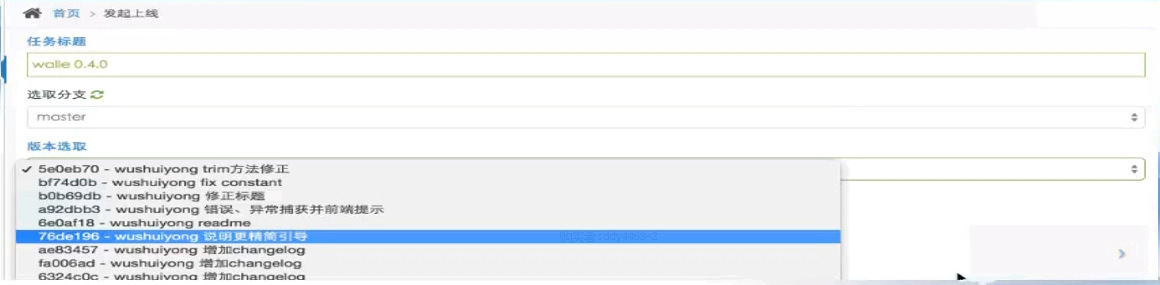 首页 > 发起上线
任务标题
walle 0.4.0
选取分支
master
版本选取
✓ 5e0eb70 - wushuiyong trim方法修正
bf74d0b - wushuiyong fix constant
b0b69db - wushuiyong 修正标题
a92dbb3 - wushuiyong 错误、异常捕获并前端提示
6e0af18 - wushuiyong readme
76de196 - wushuiyong 说明更精简引导
ae83457 - wushuiyong 增加changelog
fa006ad - wushuiyong 增加changelog
6324c0c - wushuiyong 增加changelog